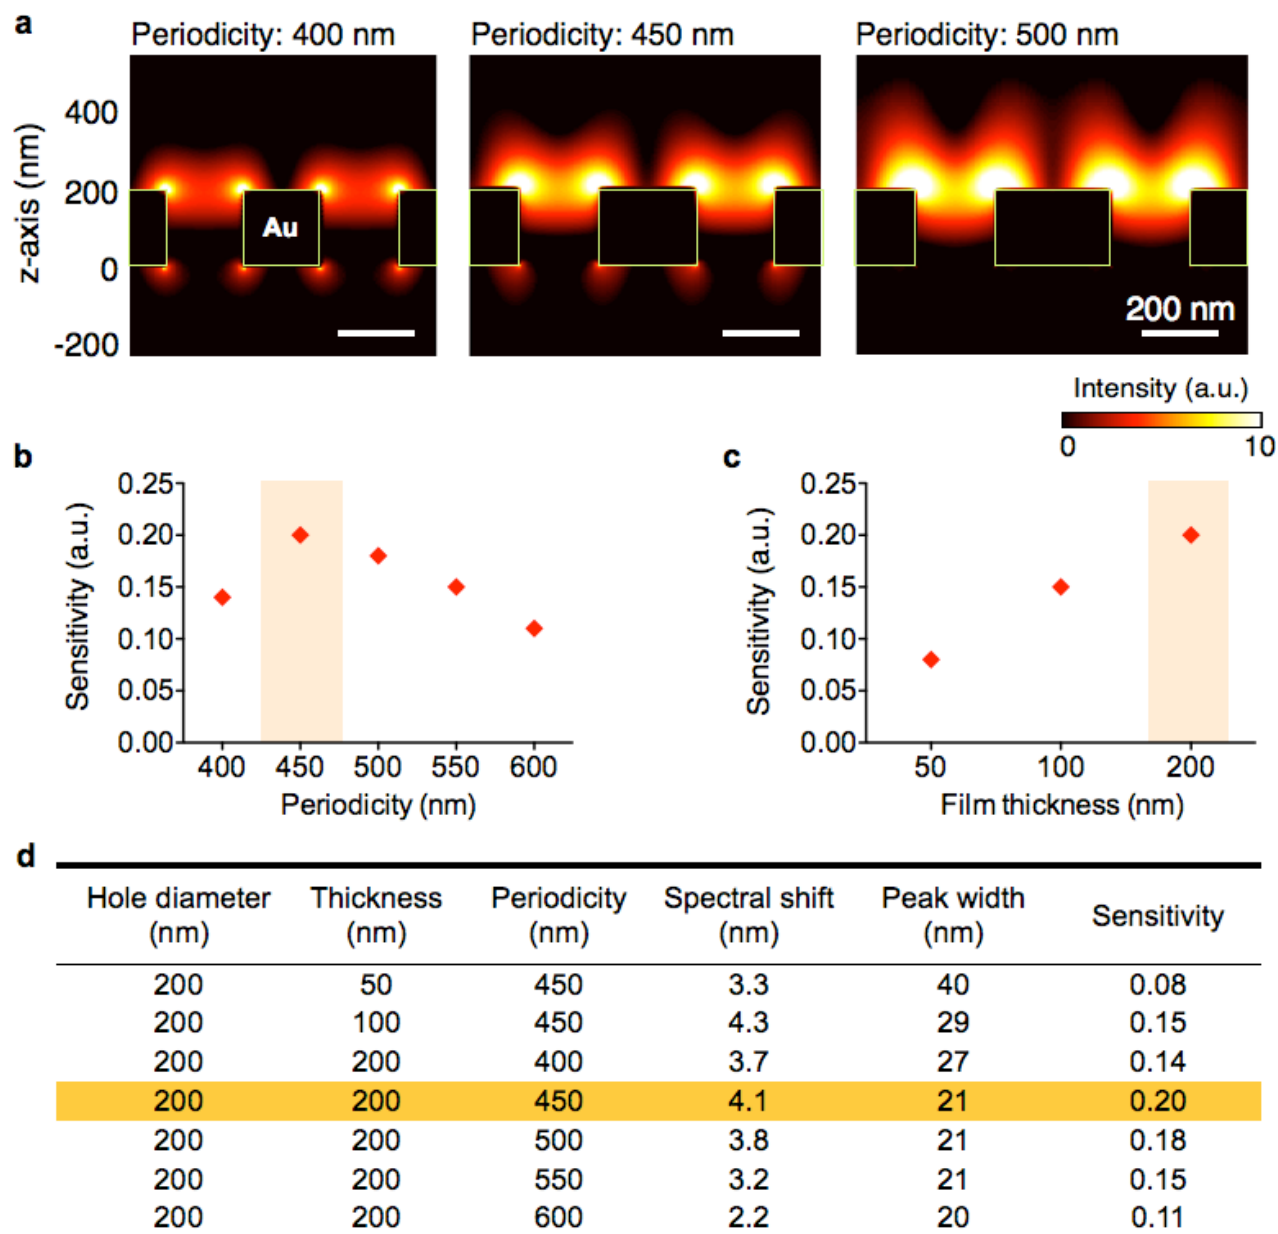 a
Periodicity: 400 nm
Periodicity: 450 nm
Periodicity: 500 nm
z-axis (nm)
400
200
0
-200
Au
200 nm
Intensity (a.u.)
0 10
b
Sensitivity (a.u.)
0.25
0.20
0.15
0.10
0.05
0.00
400 450 500 550 600
Periodicity (nm)
c
Sensitivity (a.u.)
0.25
0.20
0.15
0.10
0.05
0.00
50 100 200
Film thickness (nm)
d
Hole diameter (nm) Thickness (nm) Periodicity (nm) Spectral shift (nm) Peak width (nm) Sensitivity
200 50 450 3.3 40 0.08
200 100 450 4.3 29 0.15
200 200 400 3.7 27 0.14
200 200 450 4.1 21 0.20
200 200 500 3.8 21 0.18
200 200 550 3.2 21 0.15
200 200 600 2.2 20 0.11